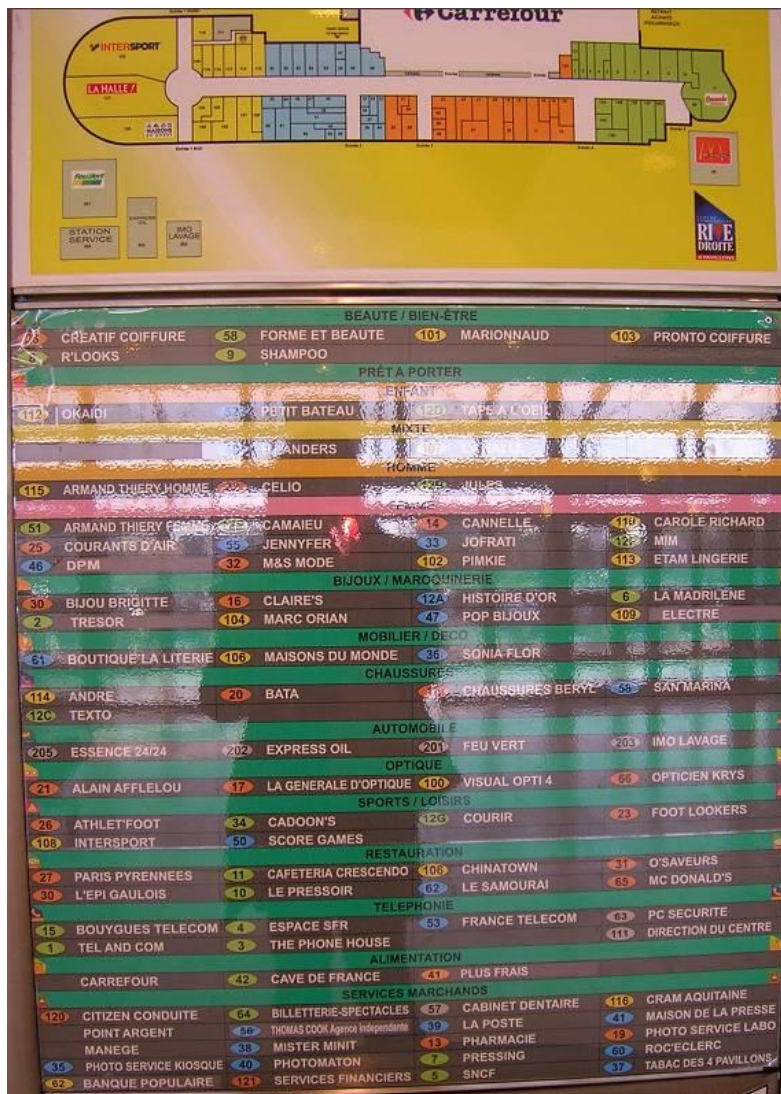 Carrefour
INTERSPORT
LA HALLE !
MAISONS DU MONDE
Feu Vert
STATION SERVICE
EXPRESS OIL
IMO LAVAGE
RIVE DROITE
4 PAVILLONS
BEAUTE / BIEN-ÊTRE
CREATIF COIFFURE 58 FORME ET BEAUTE 101 MARIONNAUD 103 PRONTO COIFFURE
R'LOOKS 9 SHAMPOO
PRÊT A PORTER
ENFANT
112 OKAIDI PETIT BATEAU 12D TAPE A L'OEIL
MIXTE
HOMME
115 ARMAND THIERY HOMME CELIO JULES
51 ARMAND THIERY FEMME CAMAIEU 14 CANNELLE 110 CAROLE RICHARD
25 COURANTS D'AIR 55 JENNYFER 33 JOFRATI 12F MIM
46 DPM 32 M&S MODE 102 PIMKIE 113 ETAM LINGERIE
BIJOUX / MAROQUINERIE
30 BIJOU BRIGITTE 16 CLAIRE'S 12A HISTOIRE D'OR 6 LA MADRILENE
2 TRESOR 104 MARC ORIAN 47 POP BIJOUX 109 ELECTRE
MOBILIER / DECO
61 BOUTIQUE LA LITERIE 106 MAISONS DU MONDE 36 SONIA FLOR
CHAUSSURES
114 ANDRE 20 BATA CHAUSSURES BERYL 58 SAN MARINA
12C TEXTO
AUTOMOBILE
205 ESSENCE 24/24 202 EXPRESS OIL 201 FEU VERT 203 IMO LAVAGE
OPTIQUE
21 ALAIN AFFLELOU 17 LA GENERALE D'OPTIQUE 100 VISUAL OPTI 4 66 OPTICIEN KRYS
SPORTS / LOISIRS
26 ATHLET'FOOT 34 CADOON'S 12G COURIR 23 FOOT LOOKERS
108 INTERSPORT 50 SCORE GAMES
RESTAURATION
27 PARIS PYRENNEES 11 CAFETERIA CRESCENDO 106 CHINATOWN 31 O'SAVEURS
30 L'EPI GAULOIS 10 LE PRESSOIR 62 LE SAMOURAI 65 MC DONALD'S
TELEPHONIE
15 BOUYGUES TELECOM 4 ESPACE SFR 53 FRANCE TELECOM 63 PC SECURITE
1 TEL AND COM 3 THE PHONE HOUSE 111 DIRECTION DU CENTRE
ALIMENTATION
CARREFOUR 42 CAVE DE FRANCE 41 PLUS FRAIS
SERVICES MARCHANDS
120 CITIZEN CONDUITE 64 BILLETTERIE-SPECTACLES 57 CABINET DENTAIRE 116 CRAM AQUITAINE
POINT ARGENT 56 THOMAS COOK Agence Independante 39 LA POSTE 41 MAISON DE LA PRESSE
MANEGE 38 MISTER MINIT 13 PHARMACIE 19 PHOTO SERVICE LABO
35 PHOTO SERVICE KIOSQUE 40 PHOTOMATON 7 PRESSING 60 ROC'ECLERC
62 BANQUE POPULAIRE 121 SERVICES FINANCIERS 5 SNCF 37 TABAC DES 4 PAVILLONS